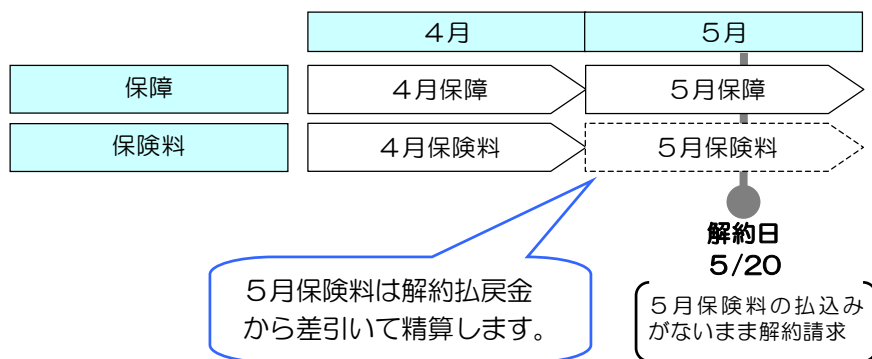 ４月
５月
保障
４月保障
５月保障
保険料
４月保険料
５月保険料
解約日
5/20
５月保険料は解約払戻金
から差引いて精算します。
５月保険料の払込み
がないまま解約請求